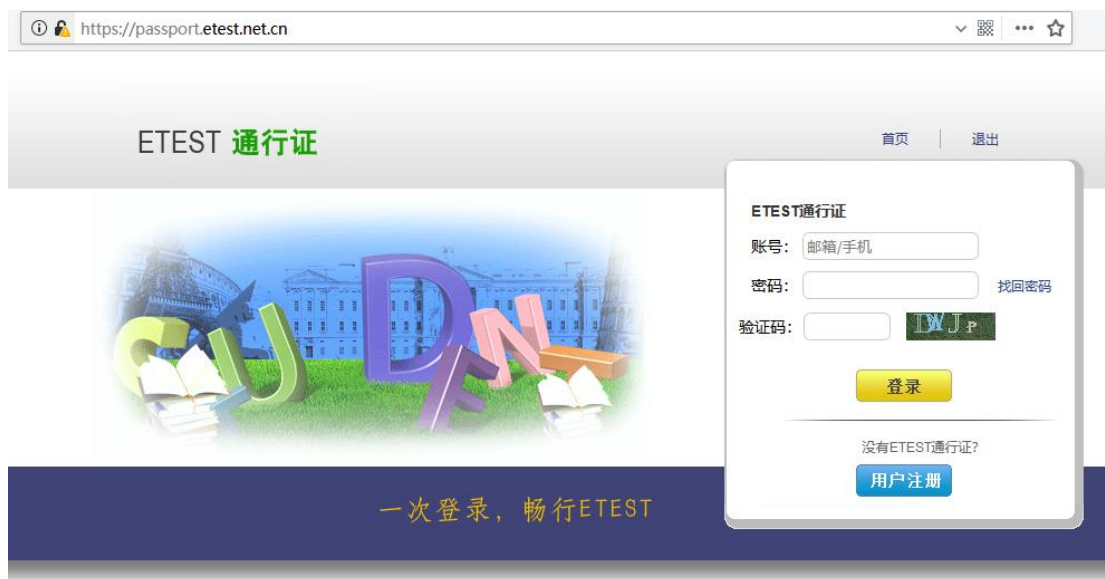 https://passport.etest.net.cn
ETEST 通行证
首页 | 退出
ETEST通行证
账号： 邮箱/手机
密码： 找回密码
验证码： IWJP
登录
没有ETEST通行证?
用户注册
一次登录，畅行ETEST